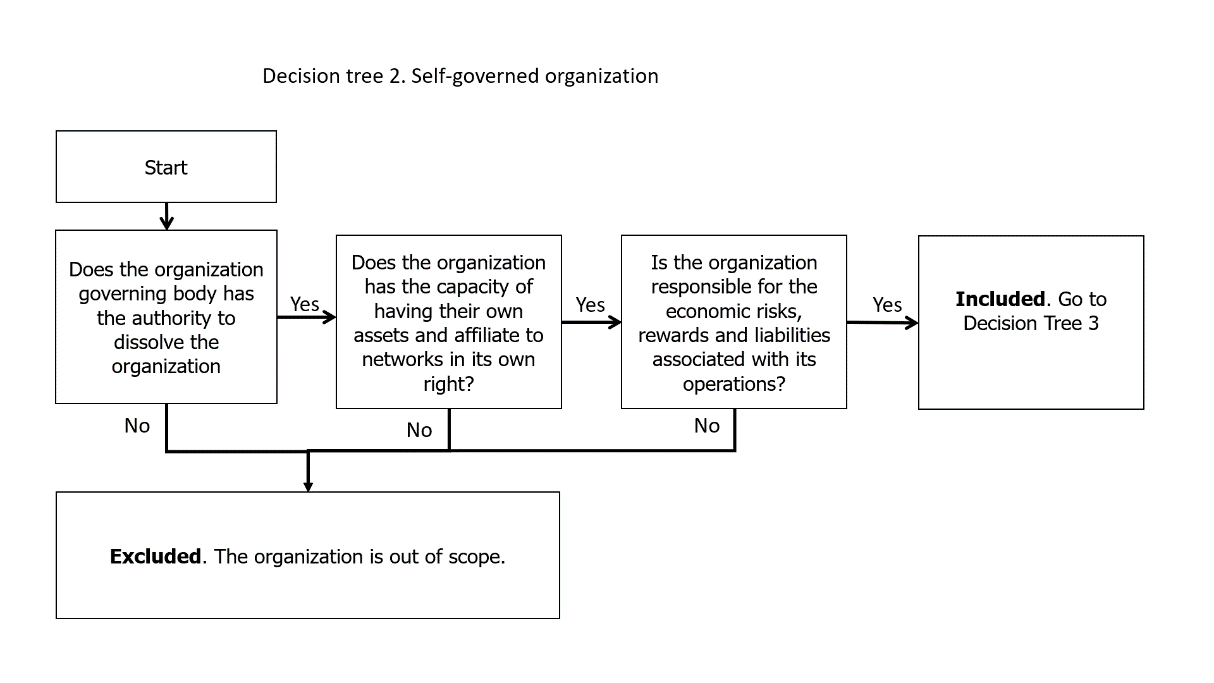 Decision tree 2. Self-governed organization
Start
Does the organization
governing body has
the authority to
dissolve the
organization
Yes
Does the organization
has the capacity of
having their own
assets and affiliate to
networks in its own
right?
Yes
Is the organization
responsible for the
economic risks,
rewards and liabilities
associated with its
operations?
Yes
Included. Go to
Decision Tree 3
No
No
No
Excluded. The organization is out of scope.